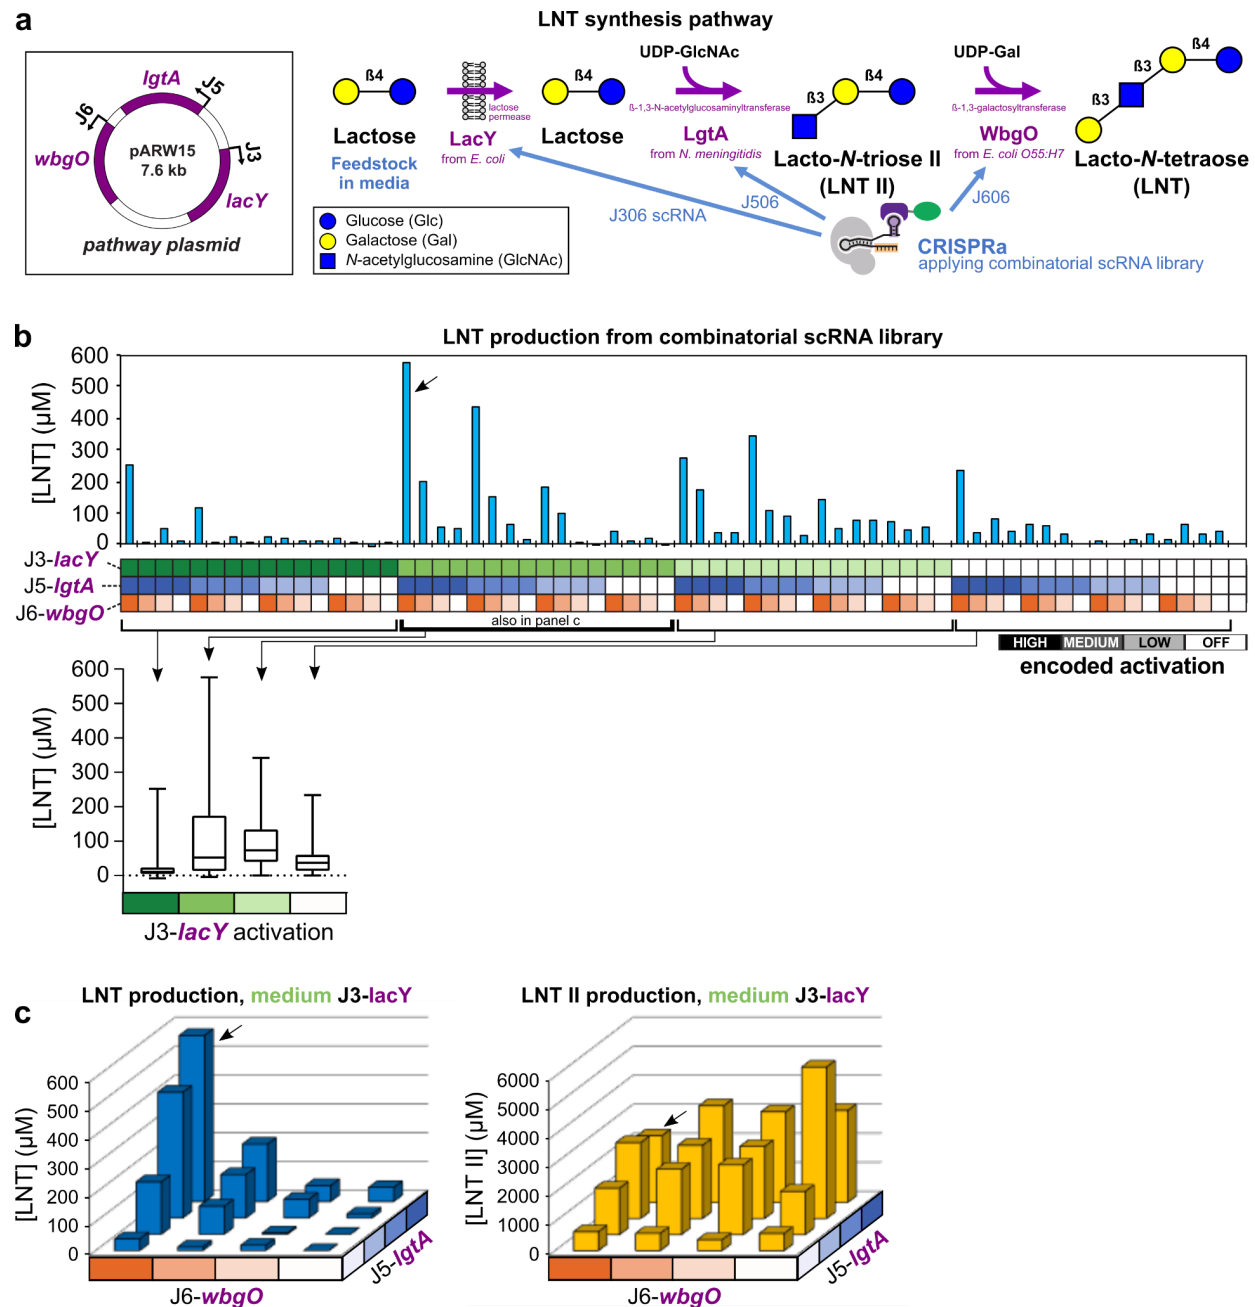 a
LNT synthesis pathway
lgtA
J5
J6
wbgO
pARW15
7.6 kb
J3
lacY
pathway plasmid
ß4
Lactose
Feedstock
in media
lactose
permease
LacY
from E. coli
ß4
Lactose
UDP-GlcNAc
ß-1,3-N-acetylglucosaminyltransferase
LgtA
from N. meningitidis
ß4
ß3
Lacto-N-triose II
(LNT II)
UDP-Gal
ß-1,3-galactosyltransferase
WbgO
from E. coli O55:H7
ß4
ß3
ß3
Lacto-N-tetraose
(LNT)
J306 scRNA
J506
J606
CRISPRa
applying combinatorial scRNA library
Glucose (Glc)
Galactose (Gal)
N-acetylglucosamine (GlcNAc)
b
LNT production from combinatorial scRNA library
[LNT] (µM)
600
500
400
300
200
100
0
J3-lacY
J5-lgtA
J6-wbgO
also in panel c
HIGH MEDIUM LOW OFF
encoded activation
[LNT] (µM)
600
500
400
300
200
100
0
J3-lacY activation
c
LNT production, medium J3-lacY
[LNT] (µM)
600
500
400
300
200
100
0
J6-wbgO
J5-lgtA
LNT II production, medium J3-lacY
[LNT II] (µM)
6000
5000
4000
3000
2000
1000
0
J6-wbgO
J5-lgtA